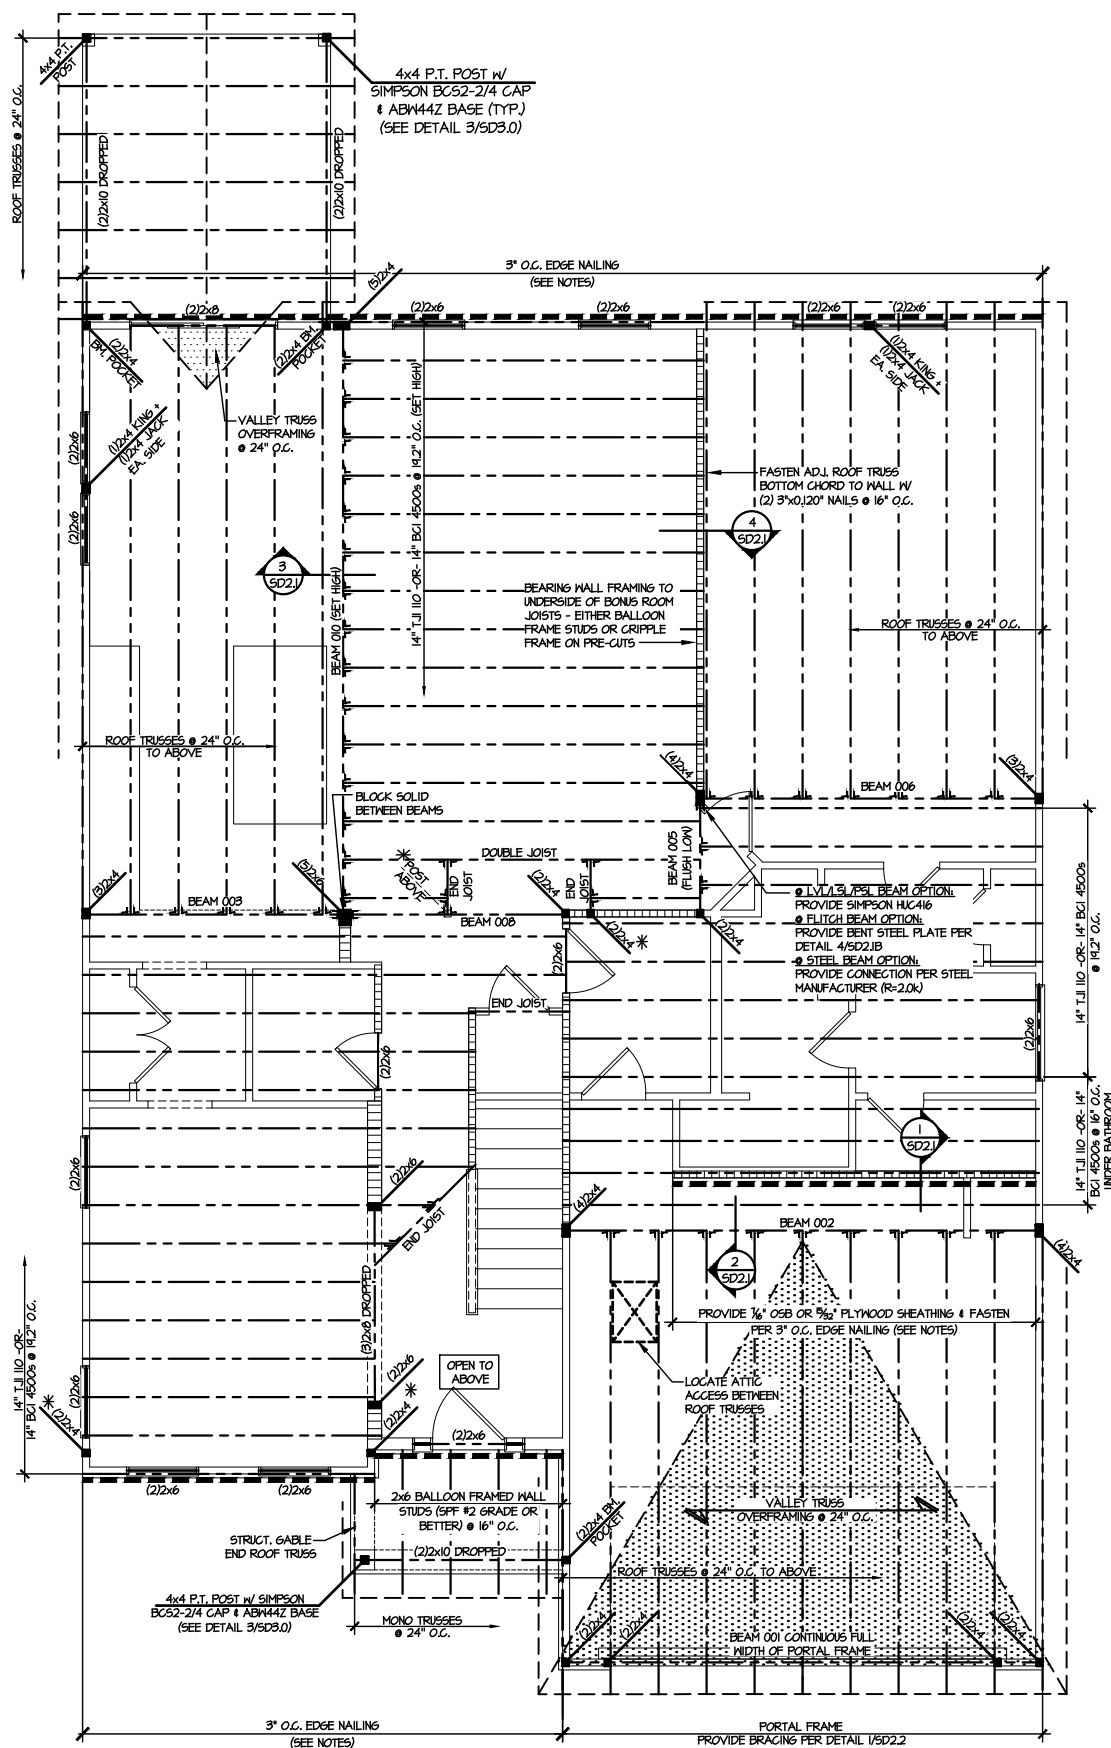 4x4 P.T.
POST
4x4 P.T. POST W/
SIMPSON BCS2-2/4 CAP
& ABW44Z BASE (TYP.)
(SEE DETAIL 3/SD3.0)
ROOF TRUSSES @ 24" O.C.
(2)2x10 DROPPED
(2)2x10 DROPPED
3" O.C. EDGE NAILING
(SEE NOTES)
(5)2x4
(2)2x8
(2)2x6
(2)2x6
(2)2x6
(2)2x6
(2)2x4
BM. POCKET
(2)2x4 BM.
POCKET
(1)2x4 KING +
(1)2x4 JACK
EA. SIDE
(1)2x4 KING +
(1)2x4 JACK
EA. SIDE
VALLEY TRUSS
OVERFRAMING
@ 24" O.C.
(2)2x6
(2)2x6
14" TJI 110 -OR- 14" BCI 4500s @ 19.2" O.C. (SET HIGH)
FASTEN ADJ. ROOF TRUSS
BOTTOM CHORD TO WALL W/
(2) 3"x0.120" NAILS @ 16" O.C.
4
SD2.1
3
SD2.1
BEAM 010 (SET HIGH)
BEARING WALL FRAMING TO
UNDERSIDE OF BONUS ROOM
JOISTS - EITHER BALLOON
FRAME STUDS OR CRIPPLE
FRAME ON PRE-CUTS
ROOF TRUSSES @ 24" O.C.
TO ABOVE
ROOF TRUSSES @ 24" O.C.
TO ABOVE
(4)2x4
(3)2x4
BEAM 006
BLOCK SOLID
BETWEEN BEAMS
DOUBLE JOIST
BEAM 005
(FLUSH LOW)
(3)2x4
(5)2x6
* POST
ABOVE
END
JOIST
(2)2x4
END
JOIST
BEAM 003
BEAM 008
(2)2x4 *
(2)2x4
(2)2x6
@ LVL/LSL/PSL BEAM OPTION:
PROVIDE SIMPSON HUC416
@ FLITCH BEAM OPTION:
PROVIDE BENT STEEL PLATE PER
DETAIL 4/SD2.1B
@ STEEL BEAM OPTION:
PROVIDE CONNECTION PER STEEL
MANUFACTURER (R=2.0k)
14" TJI 110 -OR- 14" BCI 4500s
@ 19.2" O.C.
END JOIST
(2)2x6
(2)2x6
1
SD2.1
14" TJI 110 -OR- 14"
BCI 4500s @ 16" O.C.
UNDER BATHROOM
(2)2x6
(2)2x6
(4)2x4
END JOIST
BEAM 002
(4)2x4
2
SD2.1
(3)2x8 DROPPED
PROVIDE 7/16" OSB OR 15/32" PLYWOOD SHEATHING & FASTEN
PER 3" O.C. EDGE NAILING (SEE NOTES)
14" TJI 110 -OR-
14" BCI 4500s @ 19.2" O.C.
OPEN TO
ABOVE
LOCATE ATTIC
ACCESS BETWEEN
ROOF TRUSSES
(2)2x6
(2)2x6
*
(2)2x4
*
(2)2x4
(2)2x6
(2)2x6
(2)2x6
2x6 BALLOON FRAMED WALL
STUDS (SPF #2 GRADE OR
BETTER) @ 16" O.C.
VALLEY TRUSS
OVERFRAMING @ 24" O.C.
(2)2x4 BM.
POCKET
STRUCT. GABLE
END ROOF TRUSS
(2)2x10 DROPPED
ROOF TRUSSES @ 24" O.C. TO ABOVE
4x4 P.T. POST W/ SIMPSON
BCS2-2/4 CAP & ABW44Z BASE
(SEE DETAIL 3/SD3.0)
MONO TRUSSES
@ 24" O.C.
(2)2x4
(2)2x4
(2)2x4
(2)2x4
BEAM 001 CONTINUOUS FULL
WIDTH OF PORTAL FRAME
3" O.C. EDGE NAILING
(SEE NOTES)
PORTAL FRAME
PROVIDE BRACING PER DETAIL 1/SD2.2